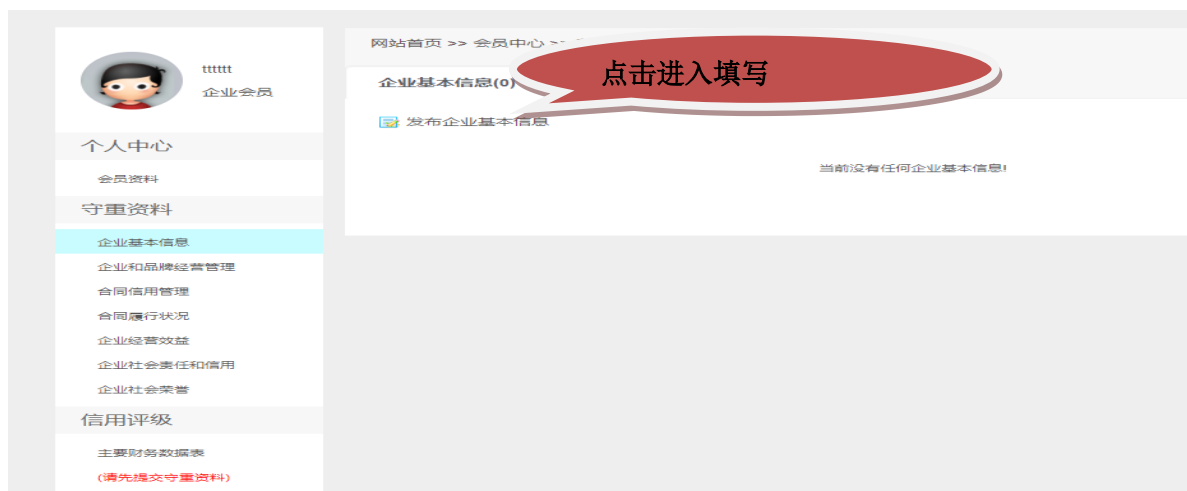 tttttt
企业会员
个人中心
会员资料
守重资料
企业基本信息
企业和品牌经营管理
合同信用管理
合同履行状况
企业经营效益
企业社会责任和信用
企业社会荣誉
信用评级
主要财务数据表
(请先提交守重资料)
网站首页 >> 会员中心 >>
点击进入填写
企业基本信息(0)
发布企业基本信息
当前没有任何企业基本信息!